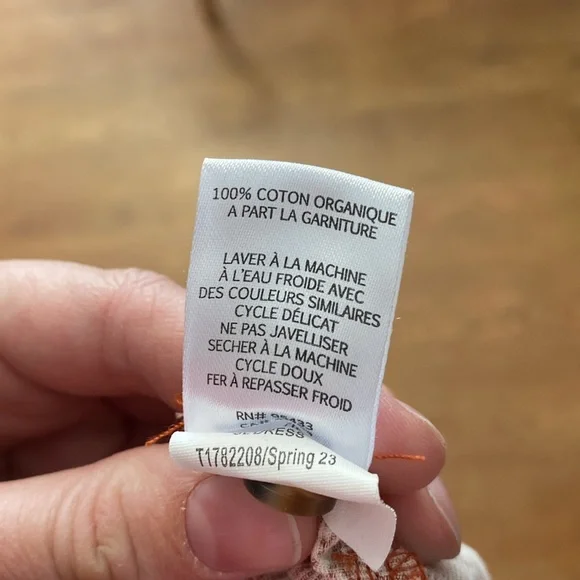 100% COTON ORGANIQUE
A PART LA GARNITURE
LAVER À LA MACHINE
À L'EAU FROIDE AVEC
DES COULEURS SIMILAIRES
CYCLE DÉLICAT
NE PAS JAVELLISER
SECHER À LA MACHINE
CYCLE DOUX
FER À REPASSER FROID
RN#
T1782208/Spring 23